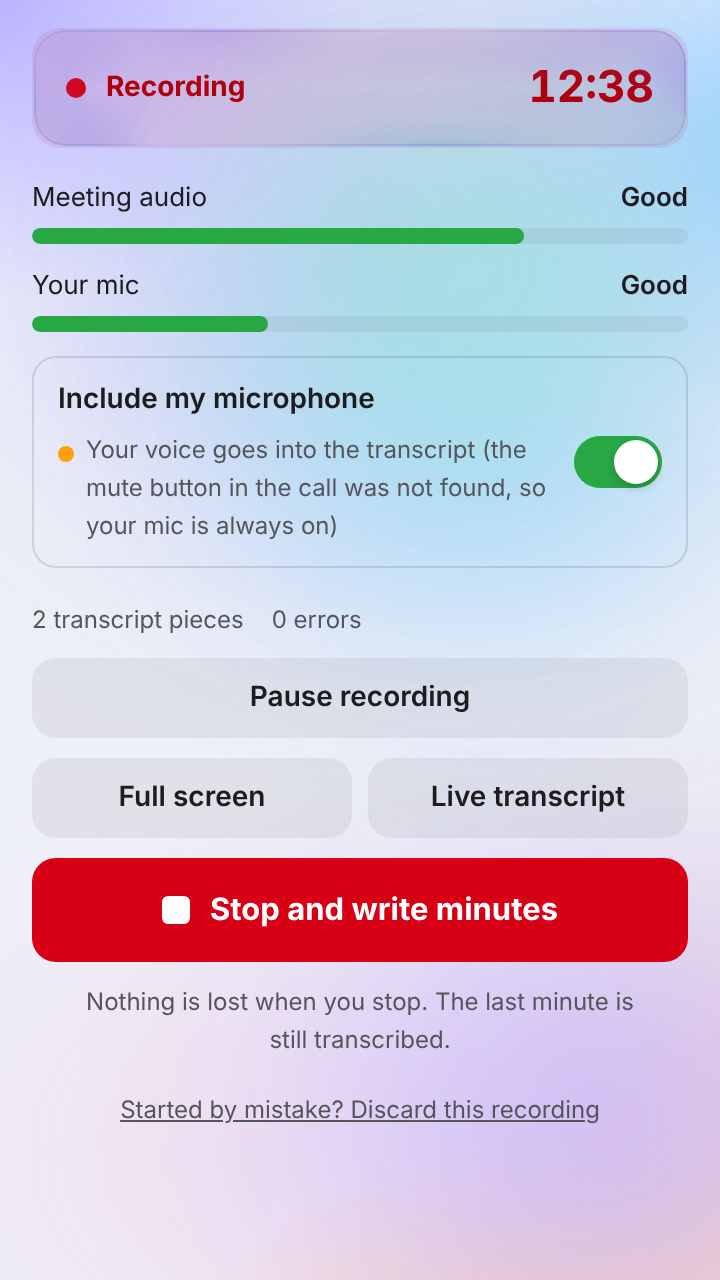 Recording 12:38
Meeting audio Good
Your mic Good
Include my microphone
Your voice goes into the transcript (the
mute button in the call was not found, so
your mic is always on)
2 transcript pieces 0 errors
Pause recording
Full screen Live transcript
Stop and write minutes
Nothing is lost when you stop. The last minute is
still transcribed.
Started by mistake? Discard this recording